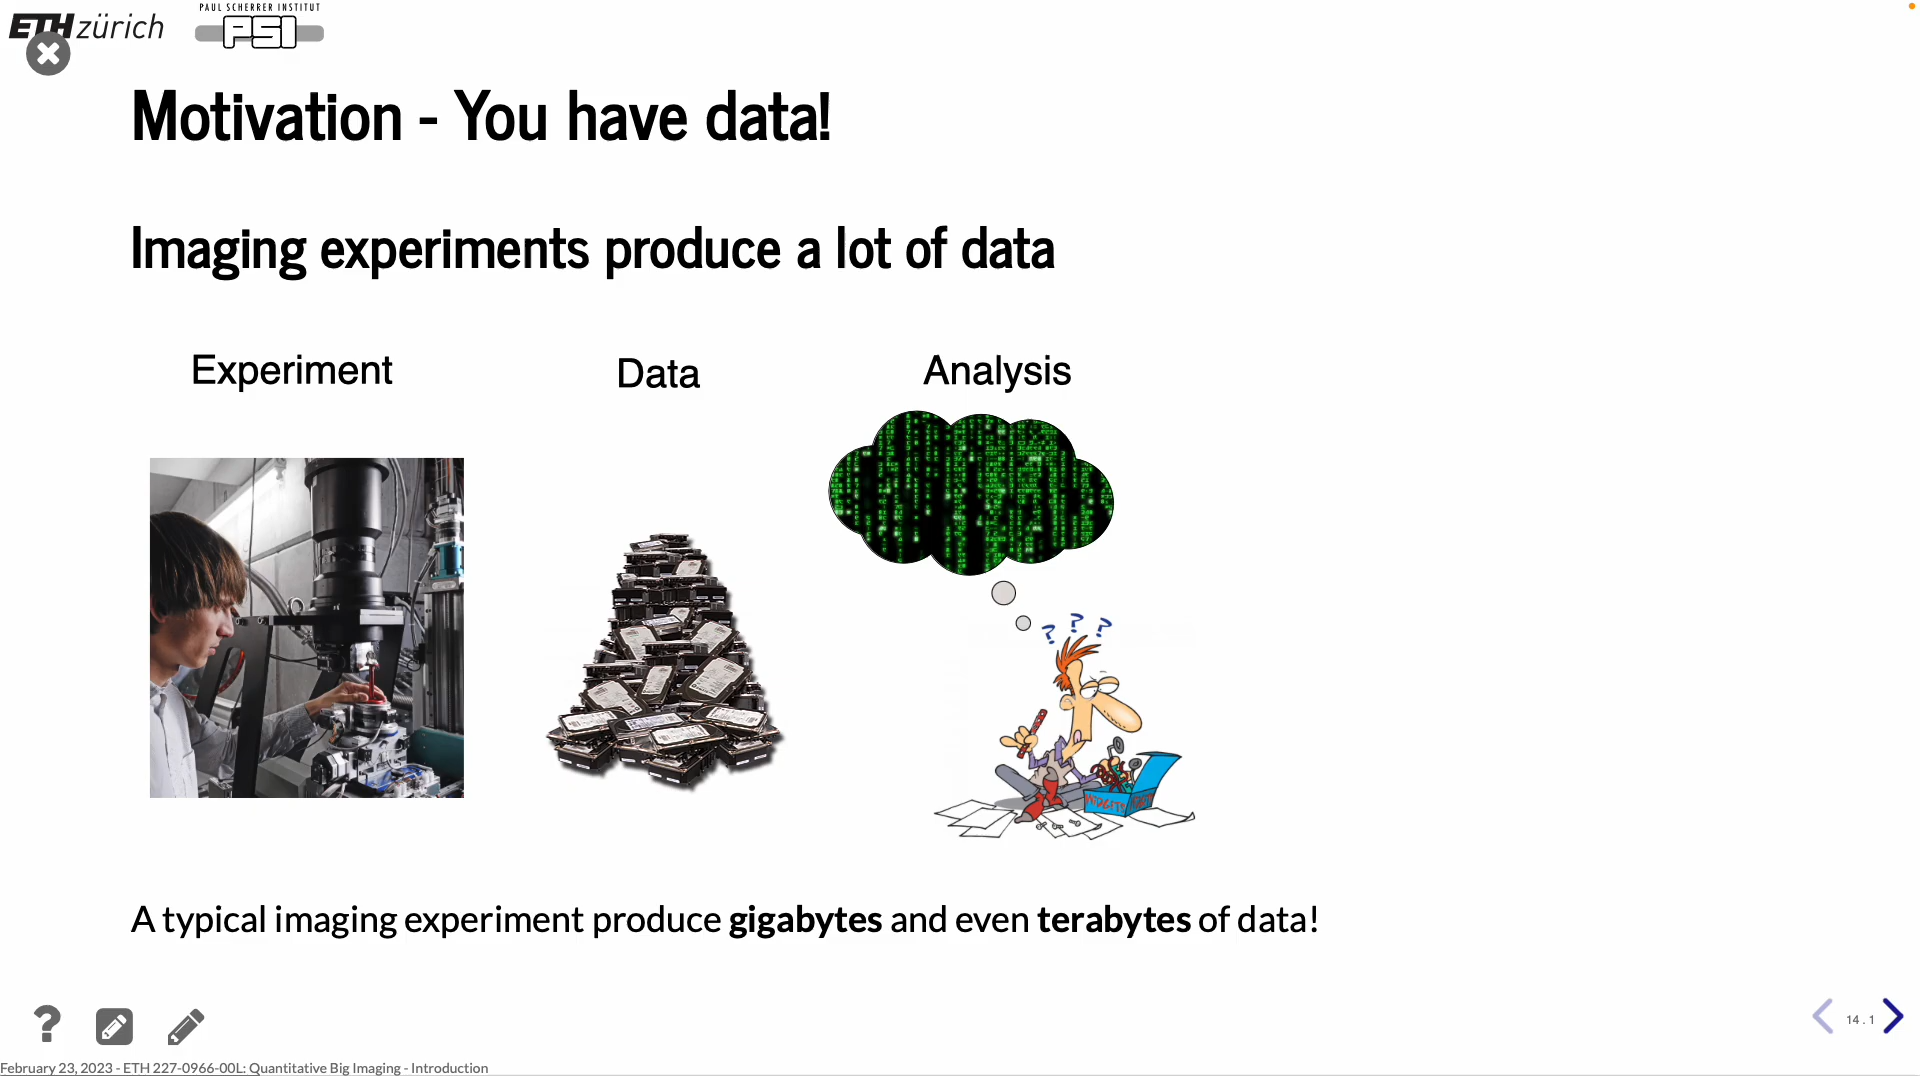 ETH zürich
PAUL SCHERRER INSTITUT
PSI
Motivation - You have data!
Imaging experiments produce a lot of data
Experiment
Data
Analysis
? ? ?
A typical imaging experiment produce gigabytes and even terabytes of data!
?
14 . 1
February 23, 2023 - ETH 227-0966-00L: Quantitative Big Imaging - Introduction